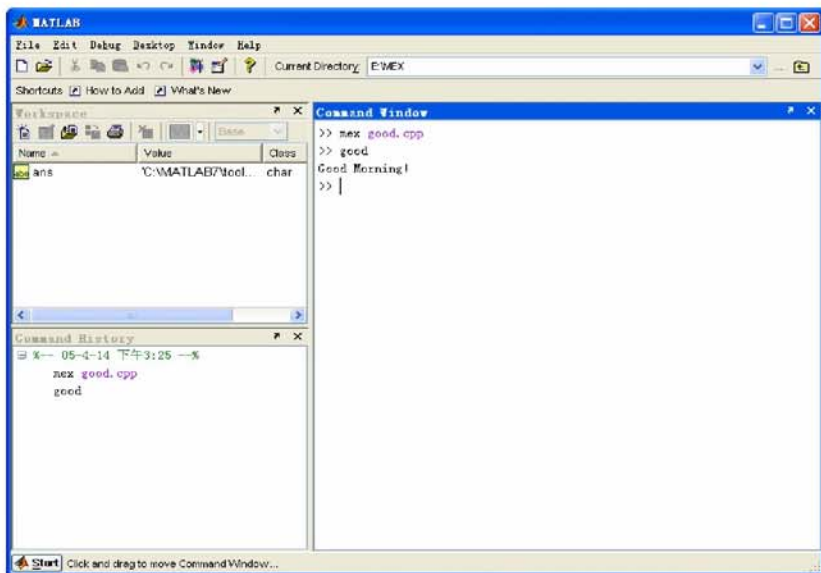 MATLAB
File Edit Debug Desktop Window Help
Current Directory: E:\MEX
Shortcuts How to Add What's New
Workspace
Base
Name Value Class
abc ans 'C:\MATLAB7\tool... char
Command History
%-- 05-4-14 下午3:25 --%
mex good.cpp
good
Command Window
>> mex good.cpp
>> good
Good Morning!
>>
Start Click and drag to move Command Window...